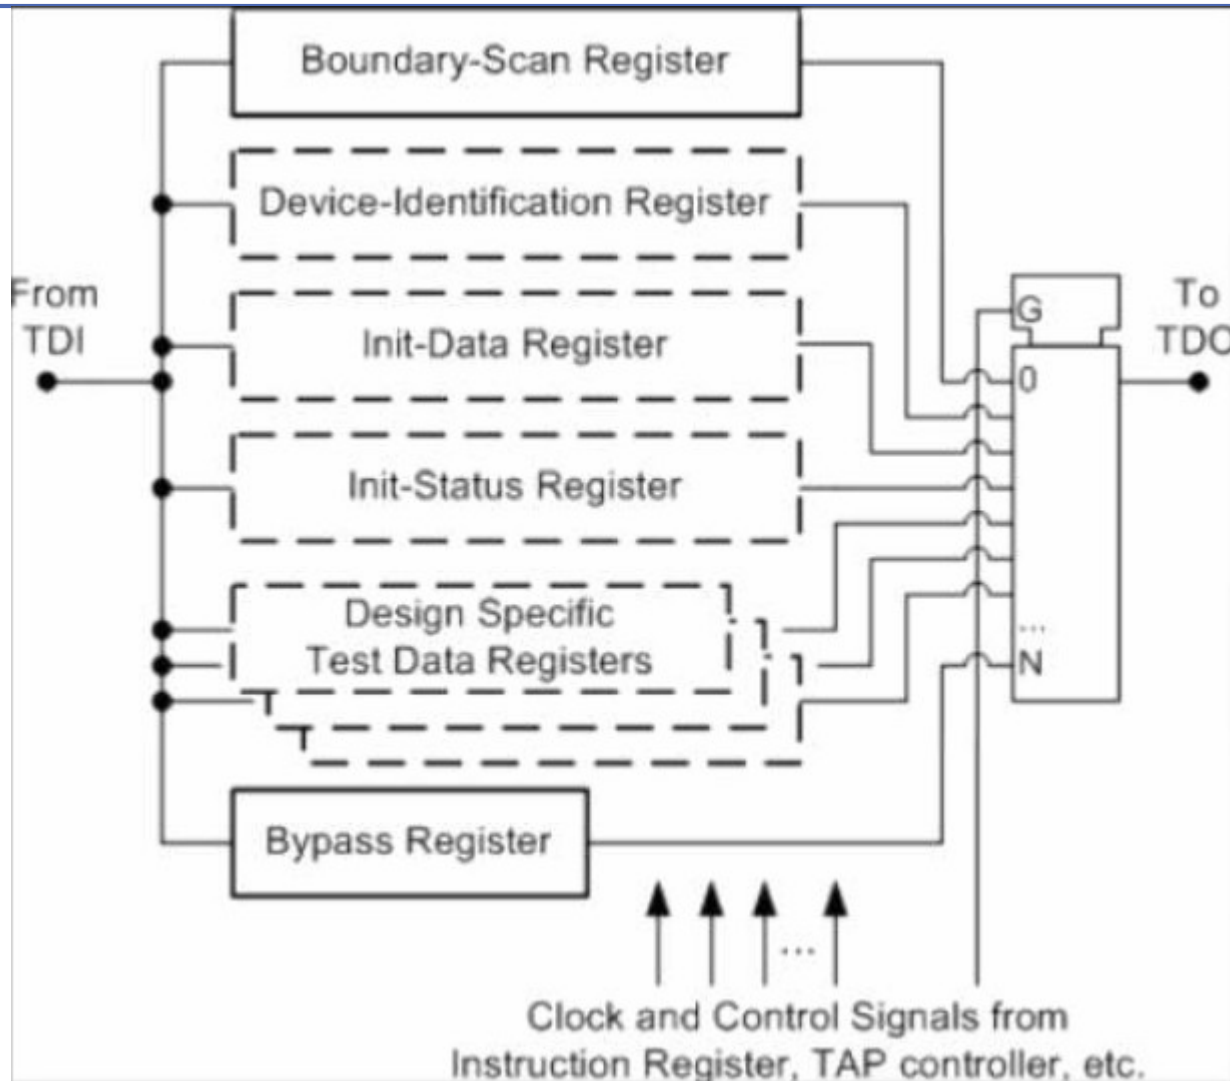 Boundary-Scan Register
Device-Identification Register
From
TDI
Init-Data Register
G
To
TDO
0
Init-Status Register
Design Specific
Test Data Registers
...
N
Bypass Register
...
Clock and Control Signals from
Instruction Register, TAP controller, etc.